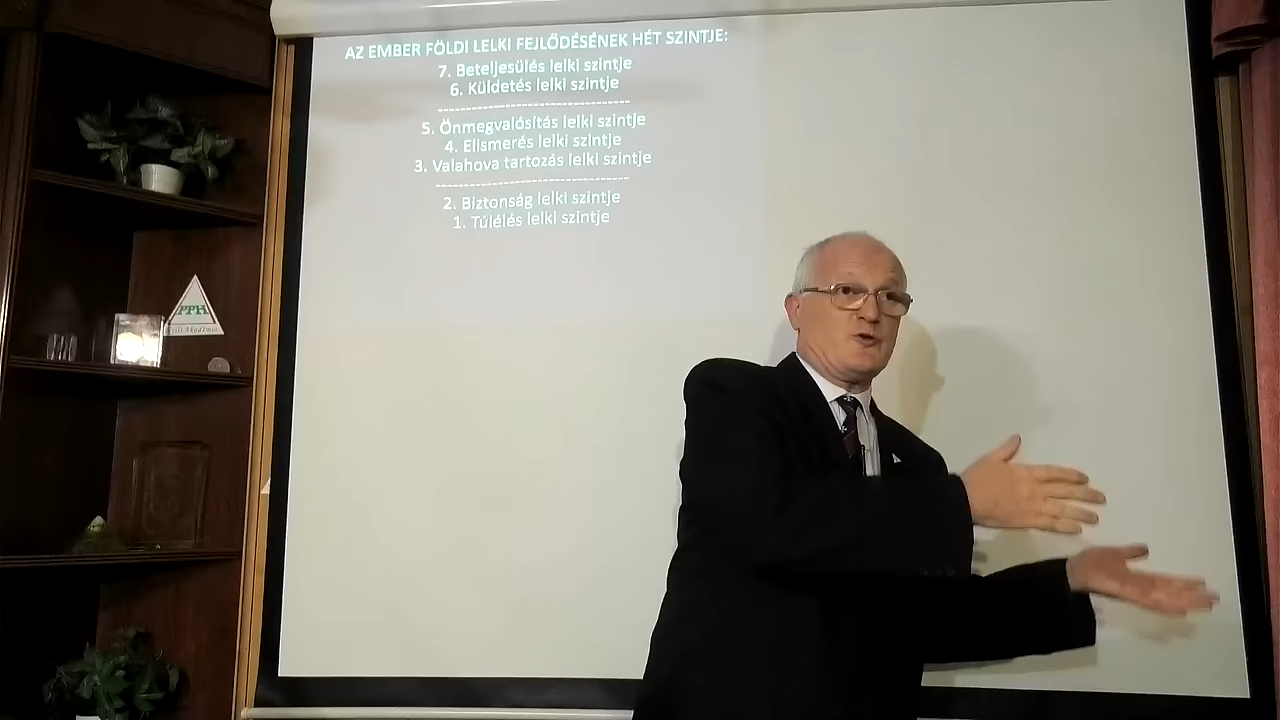 AZ EMBER FÖLDI LELKI FEJLŐDÉSÉNEK HÉT SZINTJE:
7. Beteljesülés lelki szintje
6. Küldetés lelki szintje
----------------------------------
5. Önmegvalósítás lelki szintje
4. Elismerés lelki szintje
3. Valahova tartozás lelki szintje
----------------------------------
2. Biztonság lelki szintje
1. Túlélés lelki szintje
PPH
Akadémia